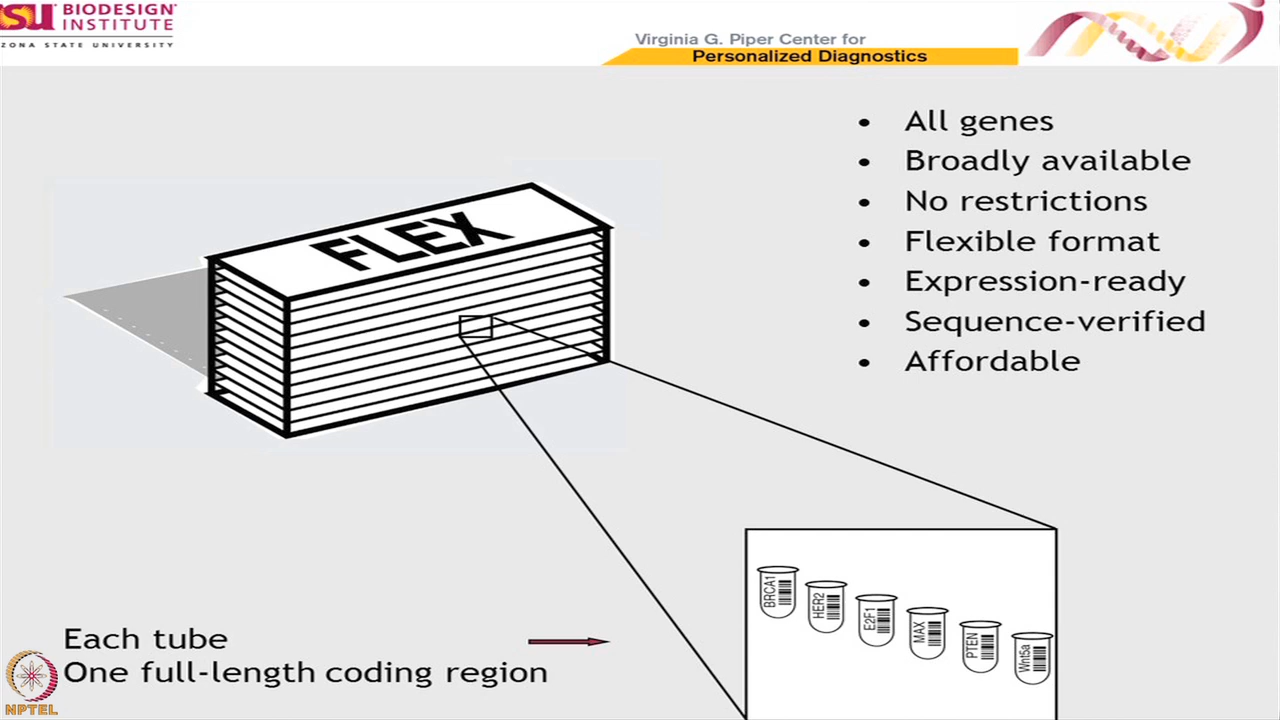 BIODESIGN
INSTITUTE
ZONA STATE UNIVERSITY
Virginia G. Piper Center for
Personalized Diagnostics
• All genes
• Broadly available
• No restrictions
• Flexible format
• Expression-ready
• Sequence-verified
• Affordable
FLEX
BRCA1
HER2
E2F1
MAX
PTEN
Wnt5a
Each tube
One full-length coding region
NPTEL